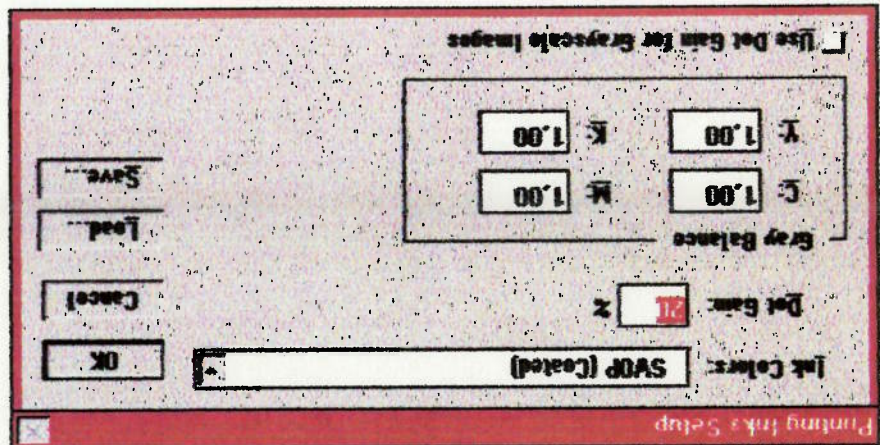 Printing Inks Setup
Ink Colors: SWOP (Coated)
OK
Dot Gain: 20 %
Cancel
Gray Balance
Load...
C: 1,00 M: 1,00
Save...
Y: 1,00 K: 1,00
Use Dot Gain for Grayscale Images